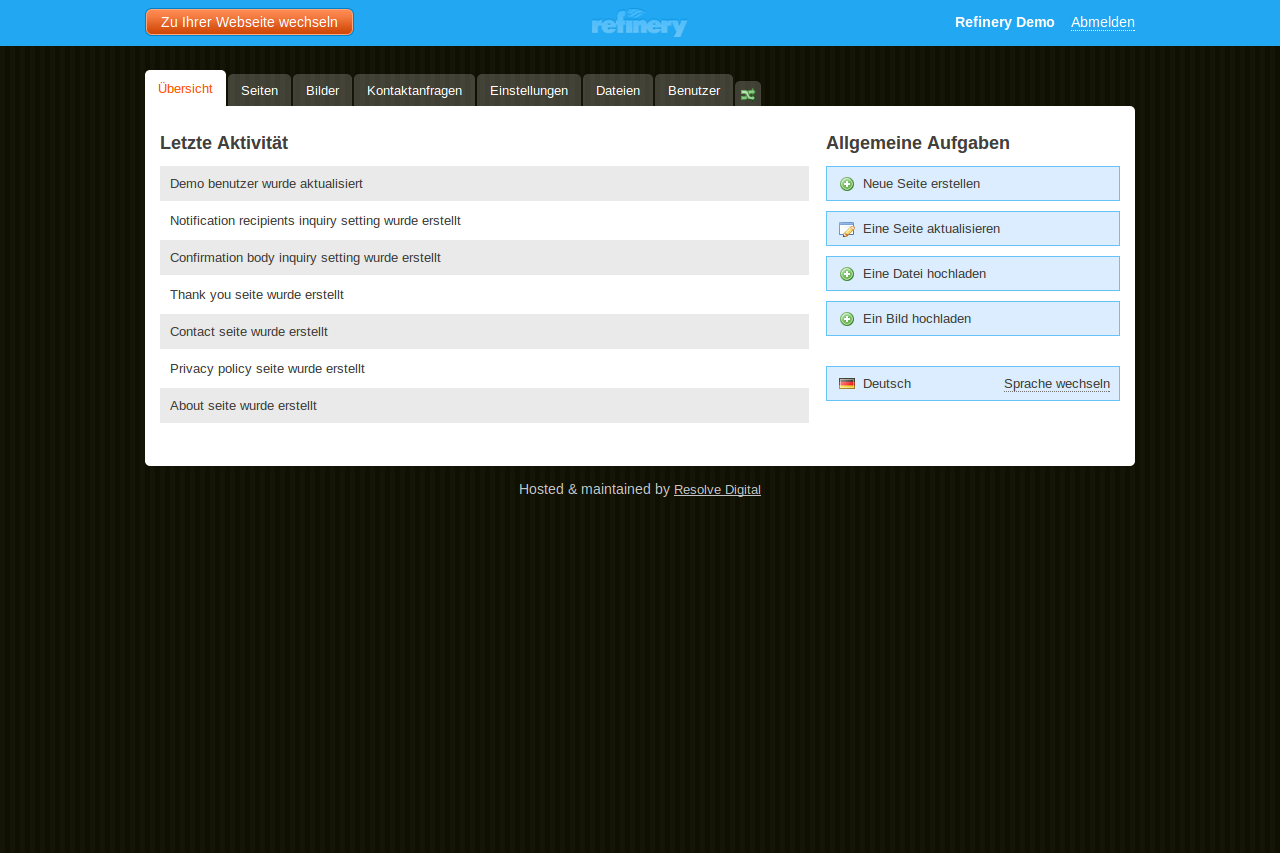 Zu Ihrer Webseite wechseln
refinery
Refinery Demo Abmelden
Übersicht Seiten Bilder Kontaktanfragen Einstellungen Dateien Benutzer
Letzte Aktivität
Demo benutzer wurde aktualisiert
Notification recipients inquiry setting wurde erstellt
Confirmation body inquiry setting wurde erstellt
Thank you seite wurde erstellt
Contact seite wurde erstellt
Privacy policy seite wurde erstellt
About seite wurde erstellt
Allgemeine Aufgaben
Neue Seite erstellen
Eine Seite aktualisieren
Eine Datei hochladen
Ein Bild hochladen
Deutsch Sprache wechseln
Hosted & maintained by Resolve Digital